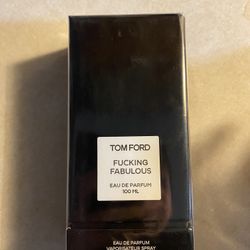 TOM FORD
FUCKING
FABULOUS
EAU DE PARFUM
100 ML
EAU DE PARFUM
VAPORISATEUR SPRAY